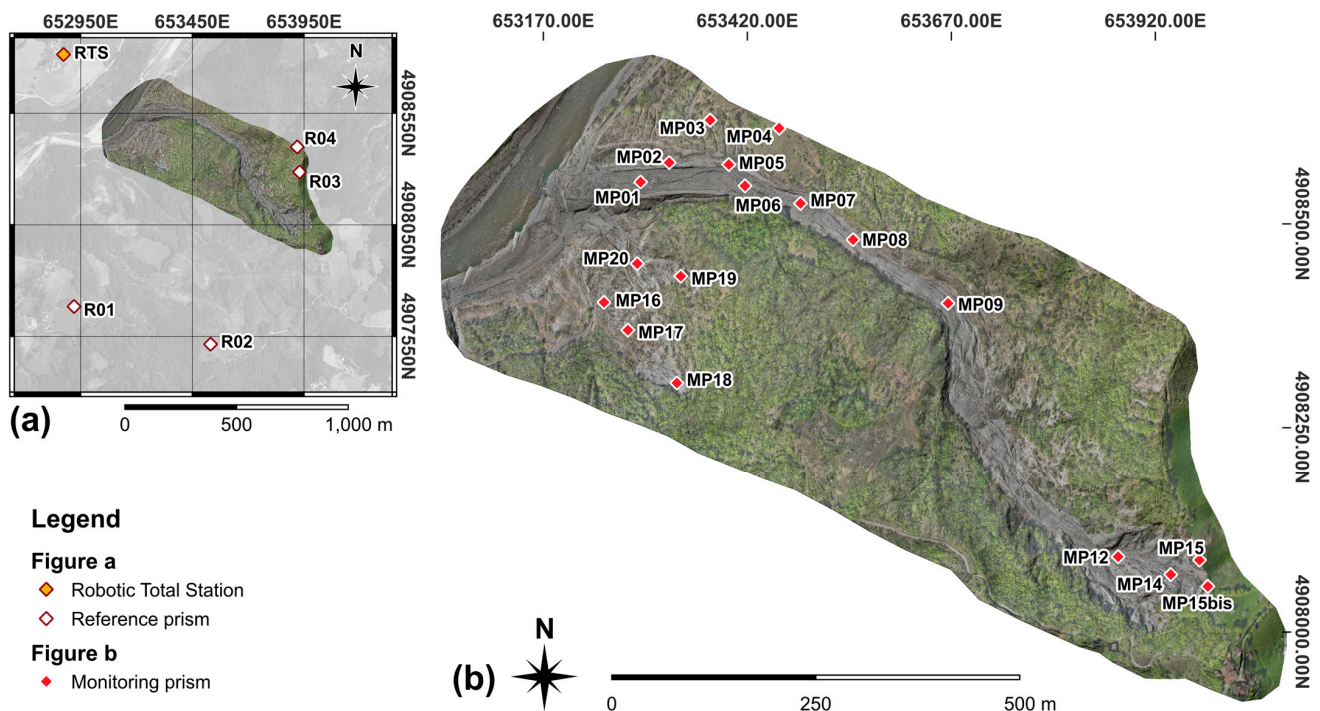 652950E 653450E 653950E
RTS
N
R04
R03
R01
R02
4908550N
4908050N
4907550N
(a)
0 500 1,000 m
Legend
Figure a
Robotic Total Station
Reference prism
Figure b
Monitoring prism
653170.00E 653420.00E 653670.00E 653920.00E
MP03
MP04
MP02
MP05
MP01
MP06
MP07
MP08
MP20
MP19
MP16
MP09
MP17
MP18
MP12
MP15
MP14
MP15bis
4908500.00N
4908250.00N
4908000.00N
N
(b)
0 250 500 m